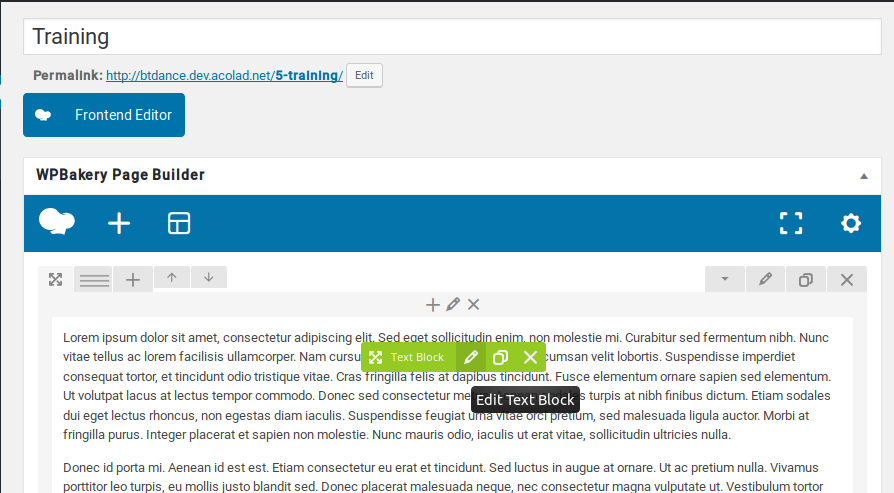 Training
Permalink: http://btdance.dev.acolad.net/5-training/ Edit
Frontend Editor
WPBakery Page Builder
Lorem ipsum dolor sit amet, consectetur adipiscing elit. Sed eget sollicitudin enim, non molestie mi. Curabitur sed fermentum nibh. Nunc
vitae tellus ac lorem facilisis ullamcorper. Nam cursu cumsan velit lobortis. Suspendisse imperdiet
Text Block
consequat tortor, et tincidunt odio tristique vitae. Cras fringilla felis at dapibus tincidunt. Fusce elementum ornare sapien sed elementum.
Ut volutpat lacus at lectus tempor commodo. Donec sed consectetur me s turpis at nibh finibus dictum. Etiam sodales
Edit Text Block
dui eget lectus rhoncus, non egestas diam iaculis. Suspendisse feugiat urna vitae orci pretium, sed malesuada ligula auctor. Morbi at
fringilla purus. Integer placerat et sapien non molestie. Nunc mauris odio, iaculis ut erat vitae, sollicitudin ultricies nulla.
Donec id porta mi. Aenean id est est. Etiam consectetur eu erat et tincidunt. Sed luctus in augue at ornare. Ut ac pretium nulla. Vivamus
porttitor leo turpis, eu mollis justo blandit sed. Donec placerat malesuada neque, nec consectetur magna vulputate ut. Vestibulum tortor